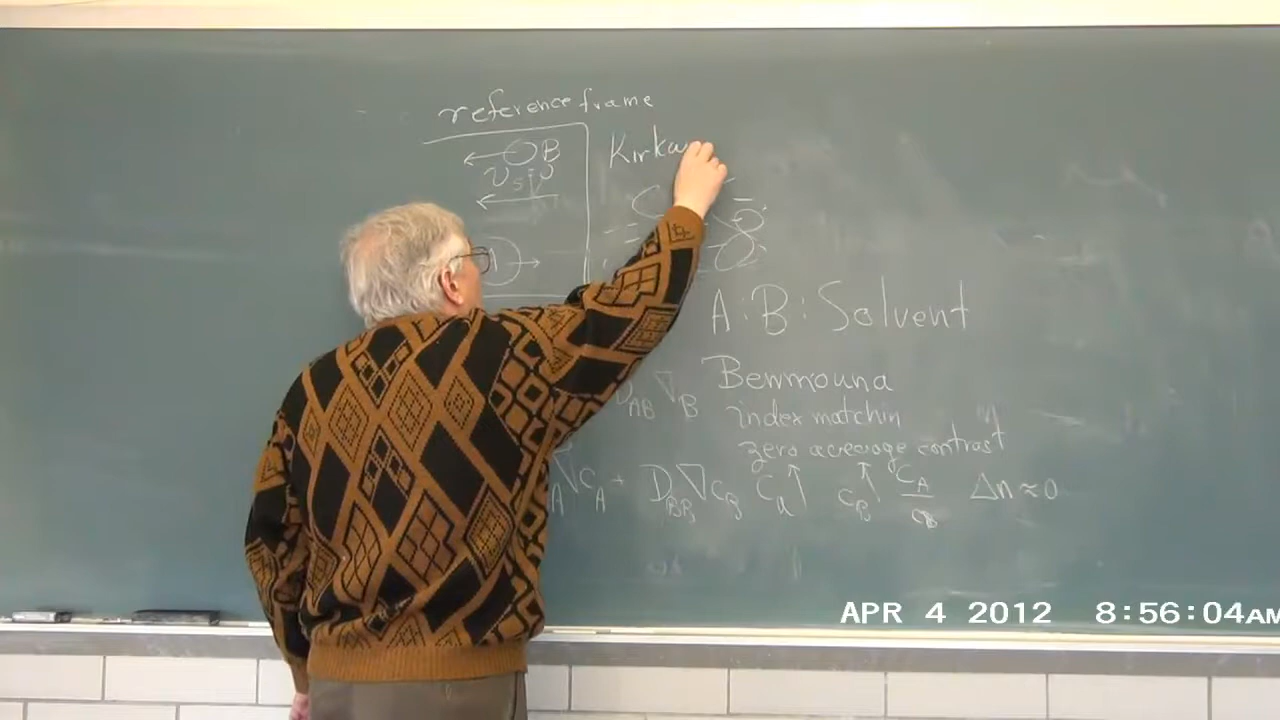 reference frame
B
Kirkw
A : B : Solvent
D_AB ∇_B
Benmouna
index matchin
zero average contrast
∇c_A + D_BB ∇c_B
c_a ↑ c_B ↑ C_A/c_B Δn ≈ 0
APR 4 2012 8:56:04AM